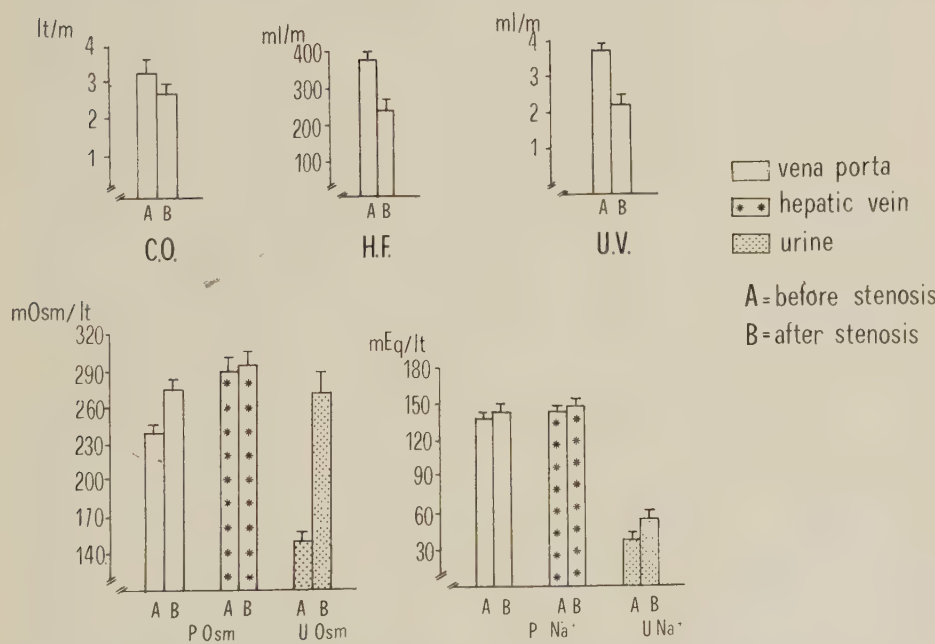 lt/m
4
3
2
1
A B
C.O.
ml/m
400
300
200
100
A B
H.F.
ml/m
4
3
2
1
A B
U.V.
vena porta
hepatic vein
urine
A = before stenosis
B = after stenosis
mOsm/lt
320
290
260
230
200
170
140
A B A B A B
P Osm U Osm
mEq/lt
180
150
120
90
60
30
A B A B A B
P Na⁺ U Na⁺